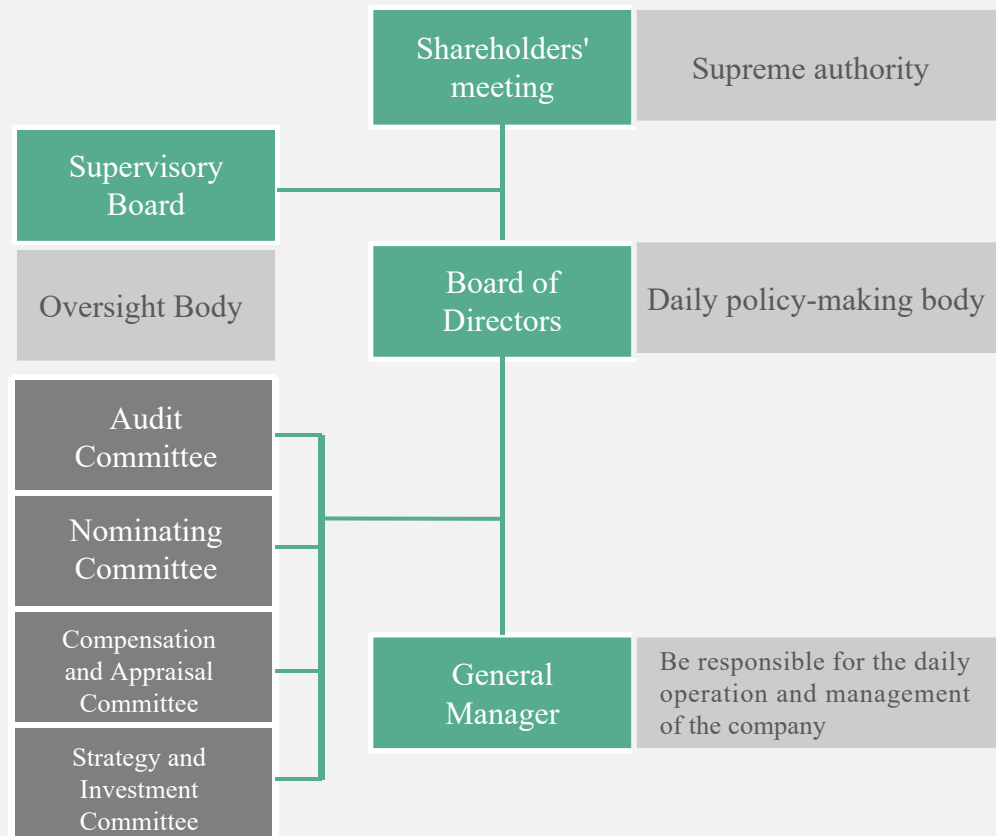 Shareholders'
meeting
Supreme authority
Supervisory
Board
Oversight Body
Board of
Directors
Daily policy-making body
Audit
Committee
Nominating
Committee
Compensation
and Appraisal
Committee
Strategy and
Investment
Committee
General
Manager
Be responsible for the daily
operation and management
of the company